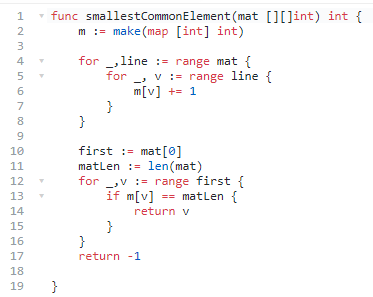 1 func smallestCommonElement(mat [][]int) int {
2     m := make(map [int] int)
3
4     for _,line := range mat {
5         for _, v := range line {
6             m[v] += 1
7         }
8     }
9
10     first := mat[0]
11     matLen := len(mat)
12     for _,v := range first {
13         if m[v] == matLen {
14             return v
15         }
16     }
17     return -1
18
19 }